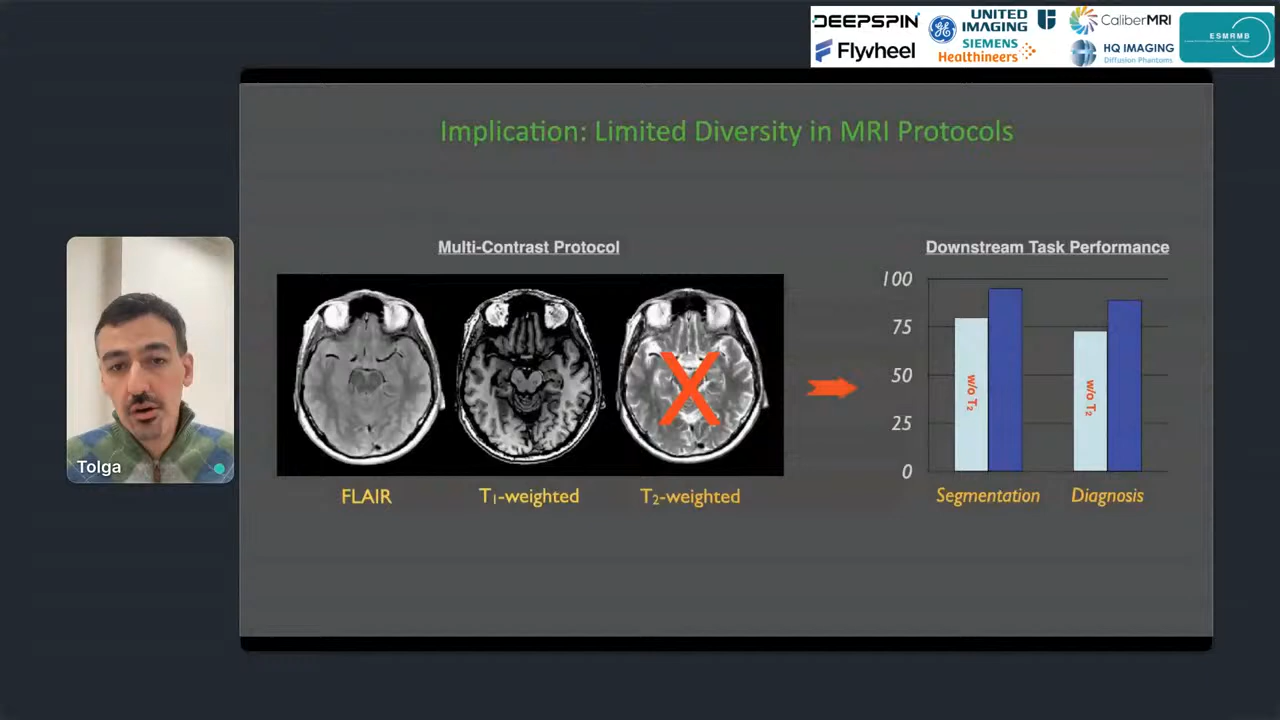 DEEPSPIN
Flywheel
UNITED
IMAGING
SIEMENS
Healthineers
CaliberMRI
HQ IMAGING
Diffusion Phantoms
ESMRMB
Implication: Limited Diversity in MRI Protocols
Multi-Contrast Protocol
X
FLAIR
T1-weighted
T2-weighted
Downstream Task Performance
100
75
50
25
0
w/o T2
w/o T2
Segmentation
Diagnosis
Tolga